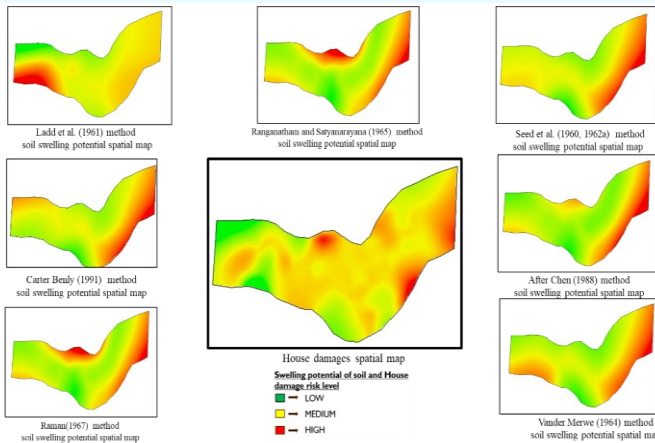 Ladd et al. (1961) method
soil swelling potential spatial map
Ranganatham and Satyanarayana (1965) method
soil swelling potential spatial map
Seed et al. (1960, 1962a) method
soil swelling potential spatial map
Carter Benly (1991) method
soil swelling potential spatial map
After Chen (1988) method
soil swelling potential spatial map
House damages spatial map
Swelling potential of soil and House
damage risk level
LOW
MEDIUM
HIGH
Raman(1967) method
soil swelling potential spatial map
Vander Merwe (1964) method
soil swelling potential spatial map